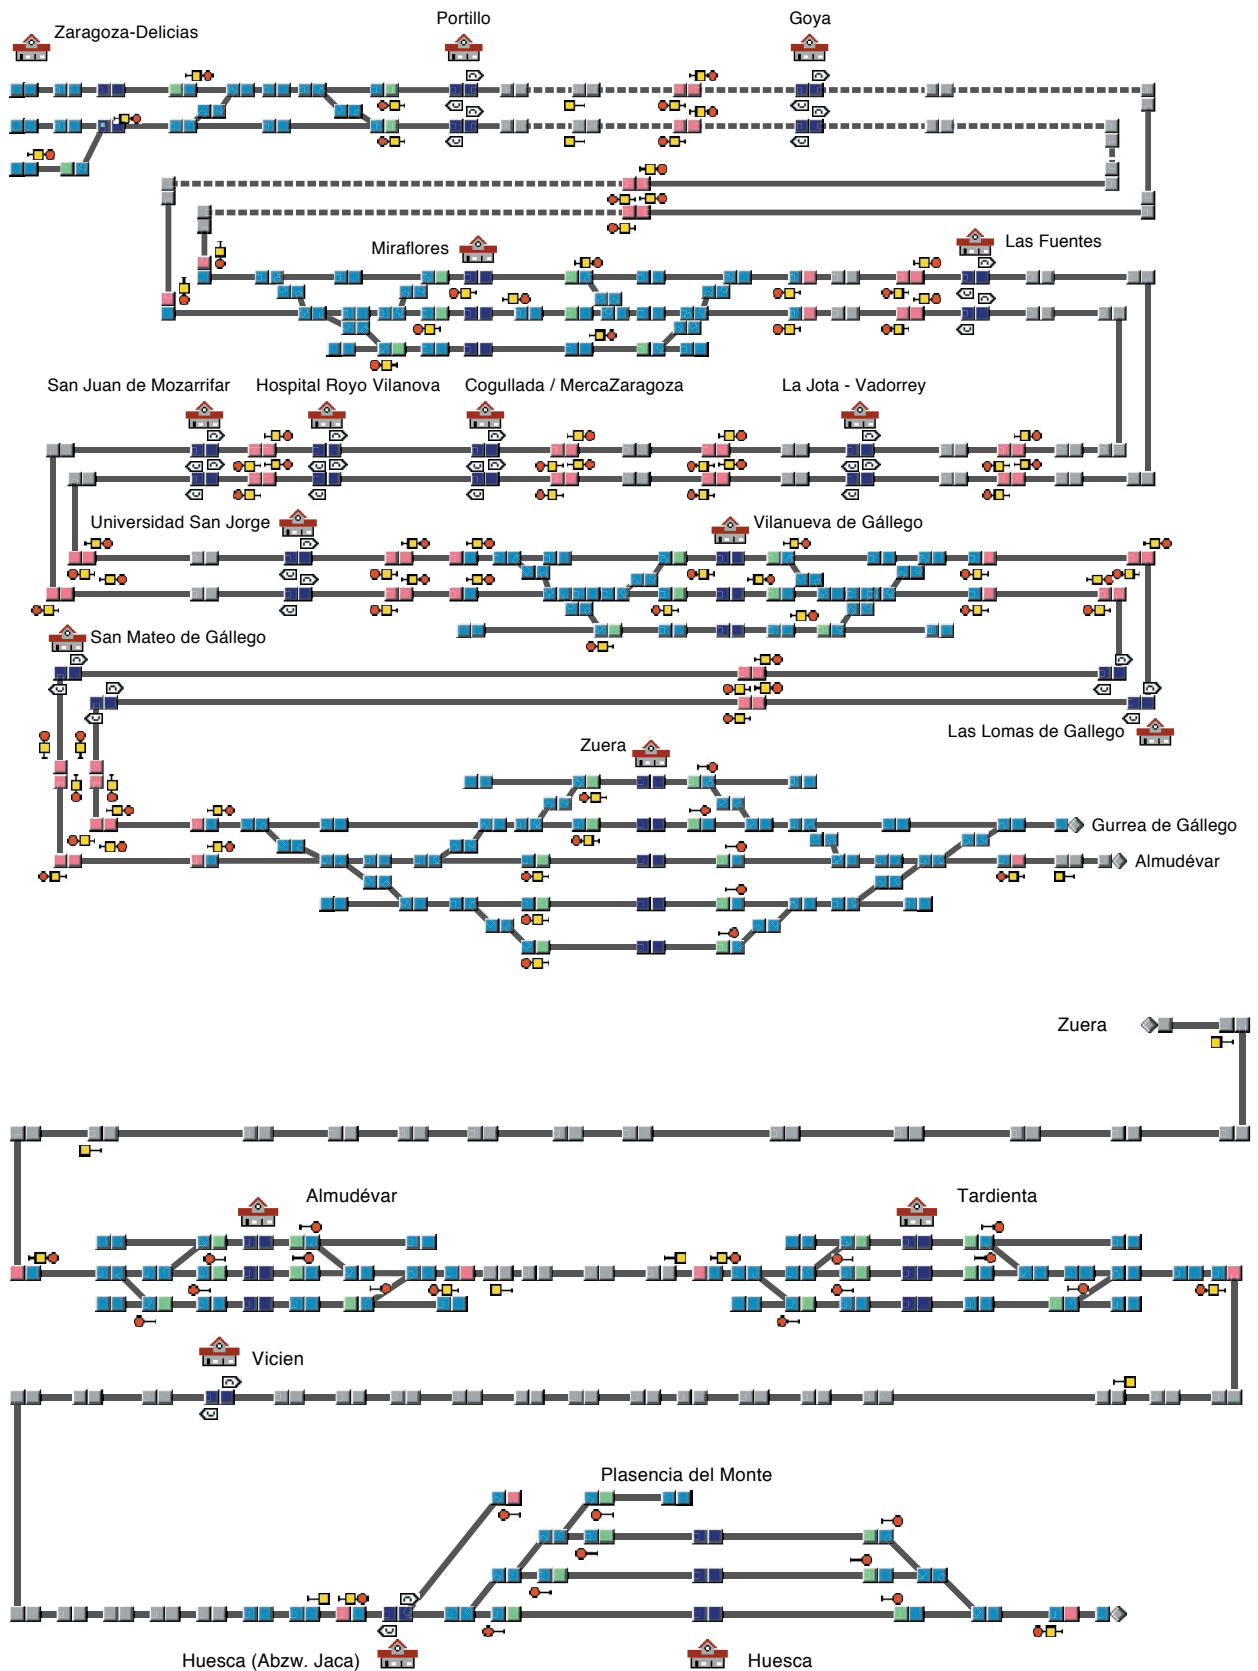 Zaragoza-Delicias
Portillo
Goya
Miraflores
Las Fuentes
San Juan de Mozarrifar
Hospital Royo Vilanova
Cogullada / MercaZaragoza
La Jota - Vadorrey
Universidad San Jorge
Vilanueva de Gállego
San Mateo de Gállego
Las Lomas de Gallego
Zuera
Gurrea de Gállego
Almudévar
Zuera
Almudévar
Tardienta
Vicien
Plasencia del Monte
Huesca (Abzw. Jaca)
Huesca